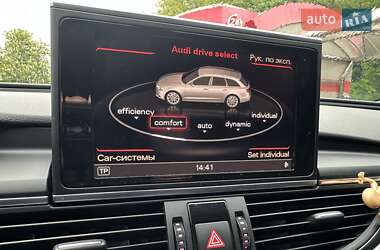 auto RIA
24
Audi drive select
Рук. по эксп.
efficiency
individual
comfort
auto
dynamic
Car-системы
Set individual
TP
14:41